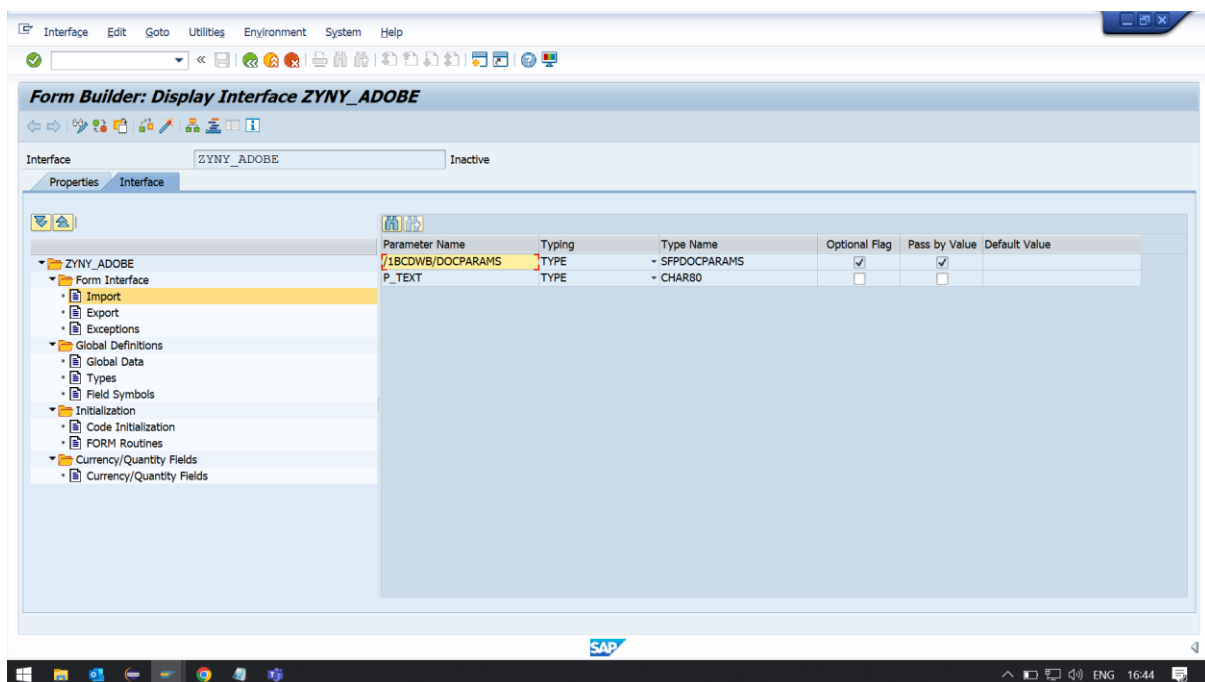 Interface Edit Goto Utilities Environment System Help
Form Builder: Display Interface ZYNY_ADOBE
Interface ZYNY_ADOBE Inactive
Properties Interface
Parameter Name Typing Type Name Optional Flag Pass by Value Default Value
/1BCDWB/DOCPARAMS TYPE SFPDOCPARAMS
P_TEXT TYPE CHAR80
ZYNY_ADOBE
Form Interface
Import
Export
Exceptions
Global Definitions
Global Data
Types
Field Symbols
Initialization
Code Initialization
FORM Routines
Currency/Quantity Fields
Currency/Quantity Fields
SAP
ENG 16:44